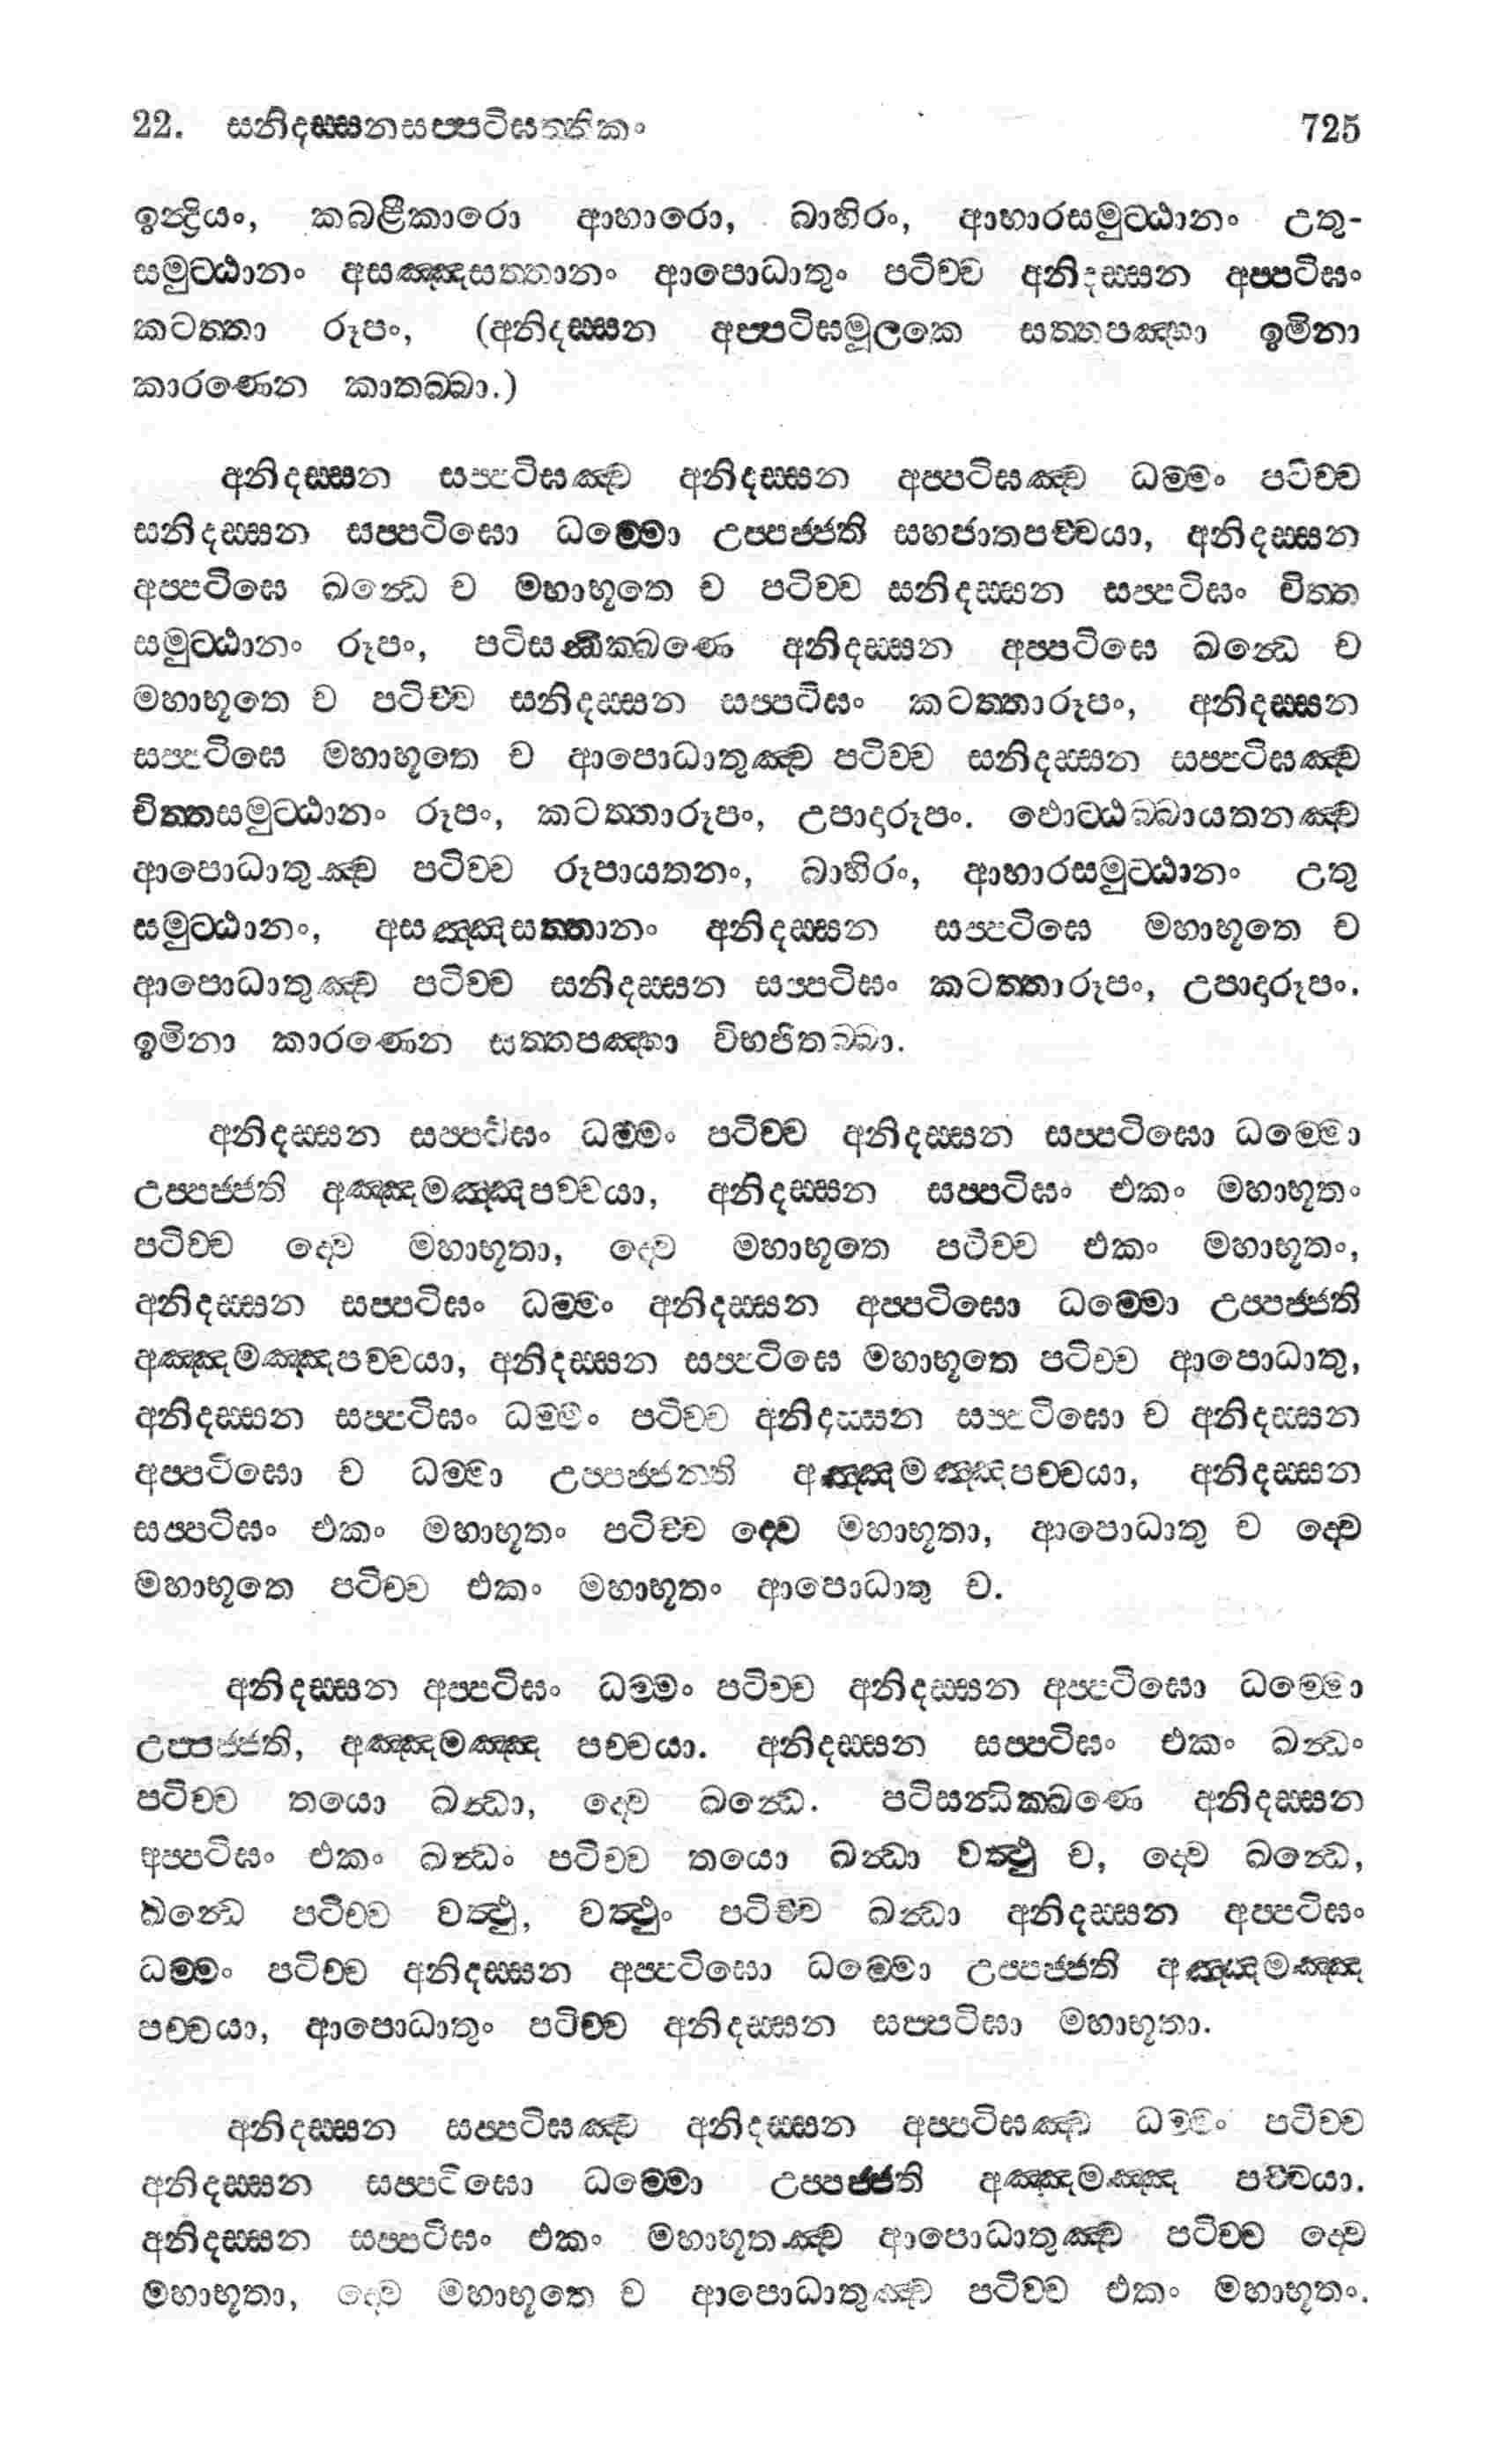 22. සනිදස්සනසප්පටිඝත්තිකං 725
ඉන්ද්‍රියං, කබළීකාරො ආහාරො, බාහිරං, ආහාරසමුට්ඨානං උතු-
සමුට්ඨානං අසඤ්ඤසත්තානං ආපොධාතුං පටිච්ච අනිදස්සන අප්පටිඝං
කටත්තා රූපං, (අනිදස්සන අප්පටිඝමූලකෙ සත්තපඤ්හා ඉමිනා
කාරණෙන කාතබ්බා.)
අනිදස්සන සප්පටිඝඤ්ච අනිදස්සන අප්පටිඝඤ්ච ධම්මං පටිච්ච
සනිදස්සන සප්පටිඝො ධම්මො උප්පජ්ජති සහජාතපච්චයා, අනිදස්සන
අප්පටිඝෙ ඛන්ධෙ ච මහාභූතෙ ච පටිච්ච සනිදස්සන සප්පටිඝං චිත්ත
සමුට්ඨානං රූපං, පටිසන්ධික්ඛණෙ අනිදස්සන අප්පටිඝෙ ඛන්ධෙ ච
මහාභූතෙ ච පටිච්ච සනිදස්සන සප්පටිඝං කටත්තාරූපං, අනිදස්සන
සප්පටිඝෙ මහාභූතෙ ච ආපොධාතුඤ්ච පටිච්ච සනිදස්සන සප්පටිඝඤ්ච
චිත්තසමුට්ඨානං රූපං, කටත්තාරූපං, උපාදාරූපං. ඵොට්ඨබ්බායතනඤ්ච
ආපොධාතුඤ්ච පටිච්ච රූපායතනං, බාහිරං, ආහාරසමුට්ඨානං උතු
සමුට්ඨානං, අසඤ්ඤසත්තානං අනිදස්සන සප්පටිඝෙ මහාභූතෙ ච
ආපොධාතුඤ්ච පටිච්ච සනිදස්සන සප්පටිඝං කටත්තාරූපං, උපාදාරූපං.
ඉමිනා කාරණෙන සත්තපඤ්හා විභජිතබ්බා.
අනිදස්සන සප්පටිඝං ධම්මං පටිච්ච අනිදස්සන සප්පටිඝො ධම්මො
උප්පජ්ජති අඤ්ඤමඤ්ඤපච්චයා, අනිදස්සන සප්පටිඝං එකං මහාභූතං
පටිච්ච ද්වෙ මහාභූතා, ද්වෙ මහාභූතෙ පටිච්ච එකං මහාභූතං,
අනිදස්සන සප්පටිඝං ධම්මං අනිදස්සන අප්පටිඝො ධම්මො උප්පජ්ජති
අඤ්ඤමඤ්ඤපච්චයා, අනිදස්සන සප්පටිඝෙ මහාභූතෙ පටිච්ච ආපොධාතු,
අනිදස්සන සප්පටිඝං ධම්මං පටිච්ච අනිදස්සන සප්පටිඝො ච අනිදස්සන
අප්පටිඝො ච ධම්මා උප්පජ්ජන්ති අඤ්ඤමඤ්ඤපච්චයා, අනිදස්සන
සප්පටිඝං එකං මහාභූතං පටිච්ච ද්වෙ මහාභූතා, ආපොධාතු ච ද්වෙ
මහාභූතෙ පටිච්ච එකං මහාභූතං ආපොධාතු ච.
අනිදස්සන අප්පටිඝං ධම්මං පටිච්ච අනිදස්සන අප්පටිඝො ධම්මො
උප්පජ්ජති, අඤ්ඤමඤ්ඤ පච්චයා. අනිදස්සන සප්පටිඝං එකං ඛන්ධං
පටිච්ච තයො ඛන්ධා, ද්වෙ ඛන්ධෙ. පටිසන්ධික්ඛණෙ අනිදස්සන
අප්පටිඝං එකං ඛන්ධං පටිච්ච තයො ඛන්ධා වත්ථු ච, ද්වෙ ඛන්ධෙ,
ඛන්ධෙ පටිච්ච වත්ථු, වත්ථුං පටිච්ච ඛන්ධා අනිදස්සන අප්පටිඝං
ධම්මං පටිච්ච අනිදස්සන අප්පටිඝො ධම්මො උප්පජ්ජති අඤ්ඤමඤ්ඤ
පච්චයා, ආපොධාතුං පටිච්ච අනිදස්සන සප්පටිඝා මහාභූතා.
අනිදස්සන සප්පටිඝඤ්ච අනිදස්සන අප්පටිඝඤ්ච ධම්මං පටිච්ච
අනිදස්සන සප්පටිඝො ධම්මො උප්පජ්ජති අඤ්ඤමඤ්ඤ පච්චයා.
අනිදස්සන සප්පටිඝං එකං මහාභූතඤ්ච ආපොධාතුඤ්ච පටිච්ච ද්වෙ
මහාභූතා, ද්වෙ මහාභූතෙ ච ආපොධාතුඤ්ච පටිච්ච එකං මහාභූතං.